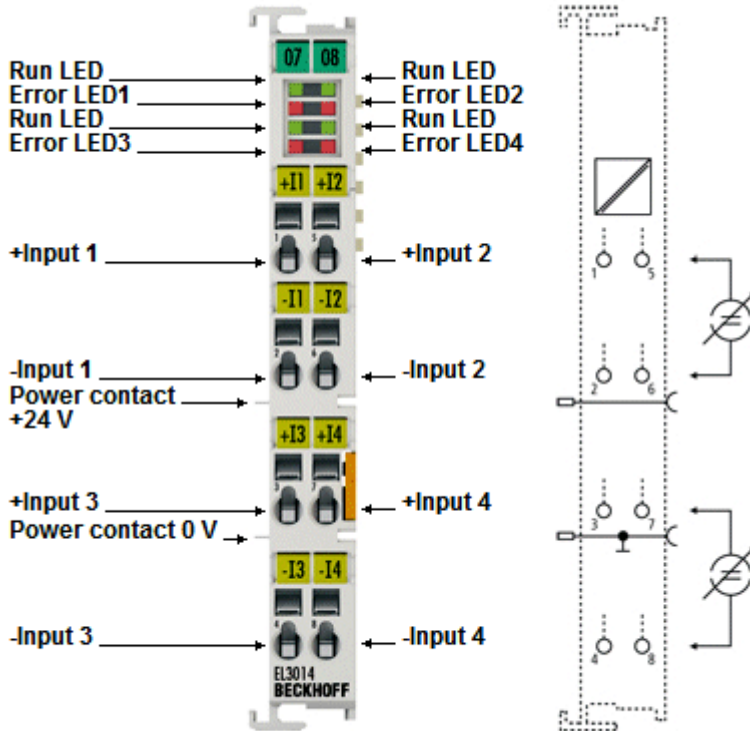 07 08
Run LED
Error LED1
Run LED
Error LED3
Run LED
Error LED2
Run LED
Error LED4
+I1 +I2
1 5
+Input 1
+Input 2
-I1 -I2
2 6
-Input 1
-Input 2
Power contact
+24 V
+I3 +I4
3 7
+Input 3
+Input 4
Power contact 0 V
-I3 -I4
4 8
-Input 3
-Input 4
EL3014
BECKHOFF
1 5
2 6
3 7
4 8